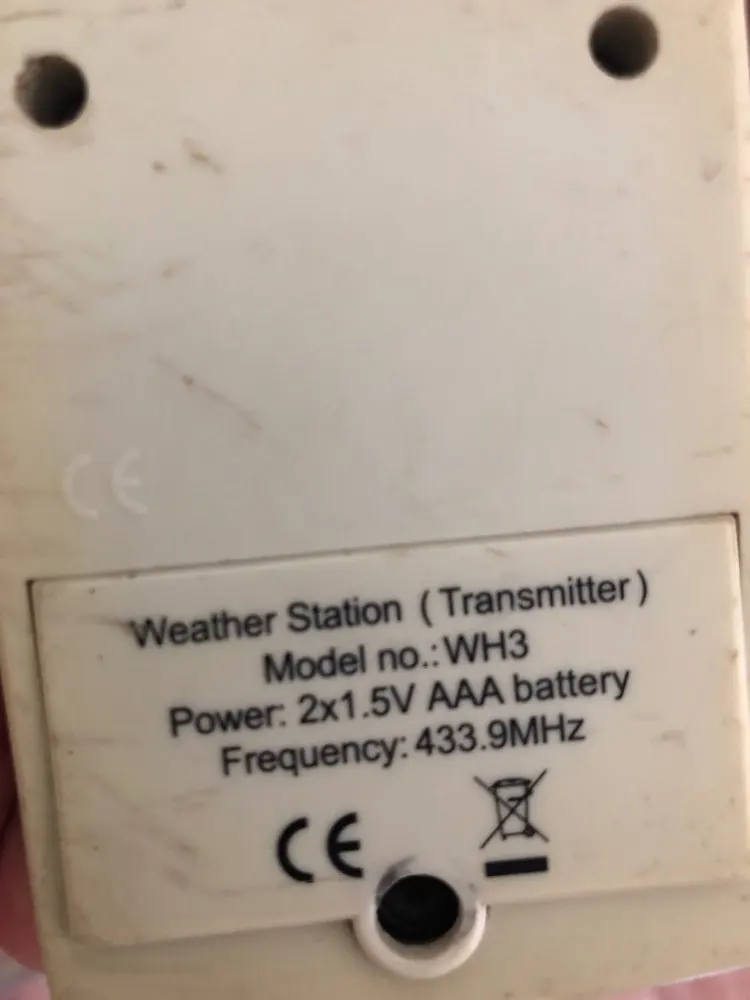 CE
Weather Station (Transmitter)
Model no.: WH3
Power: 2x1.5V AAA battery
Frequency: 433.9MHz
CE